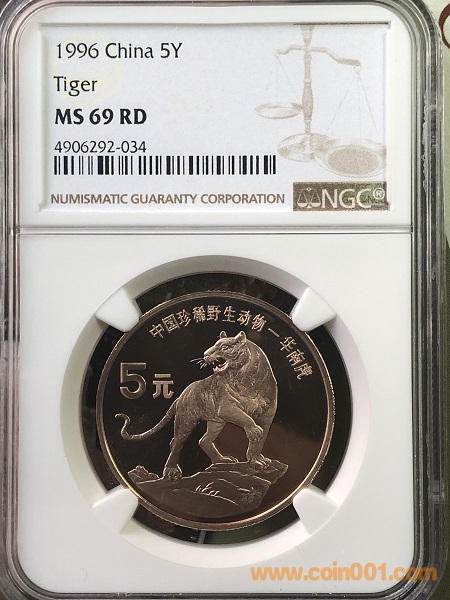 1996 China 5Y
Tiger
MS 69 RD
4906292-034
NUMISMATIC GUARANTY CORPORATION
NGC®
中国珍稀野生动物—华南虎
5元
www.coin001.com